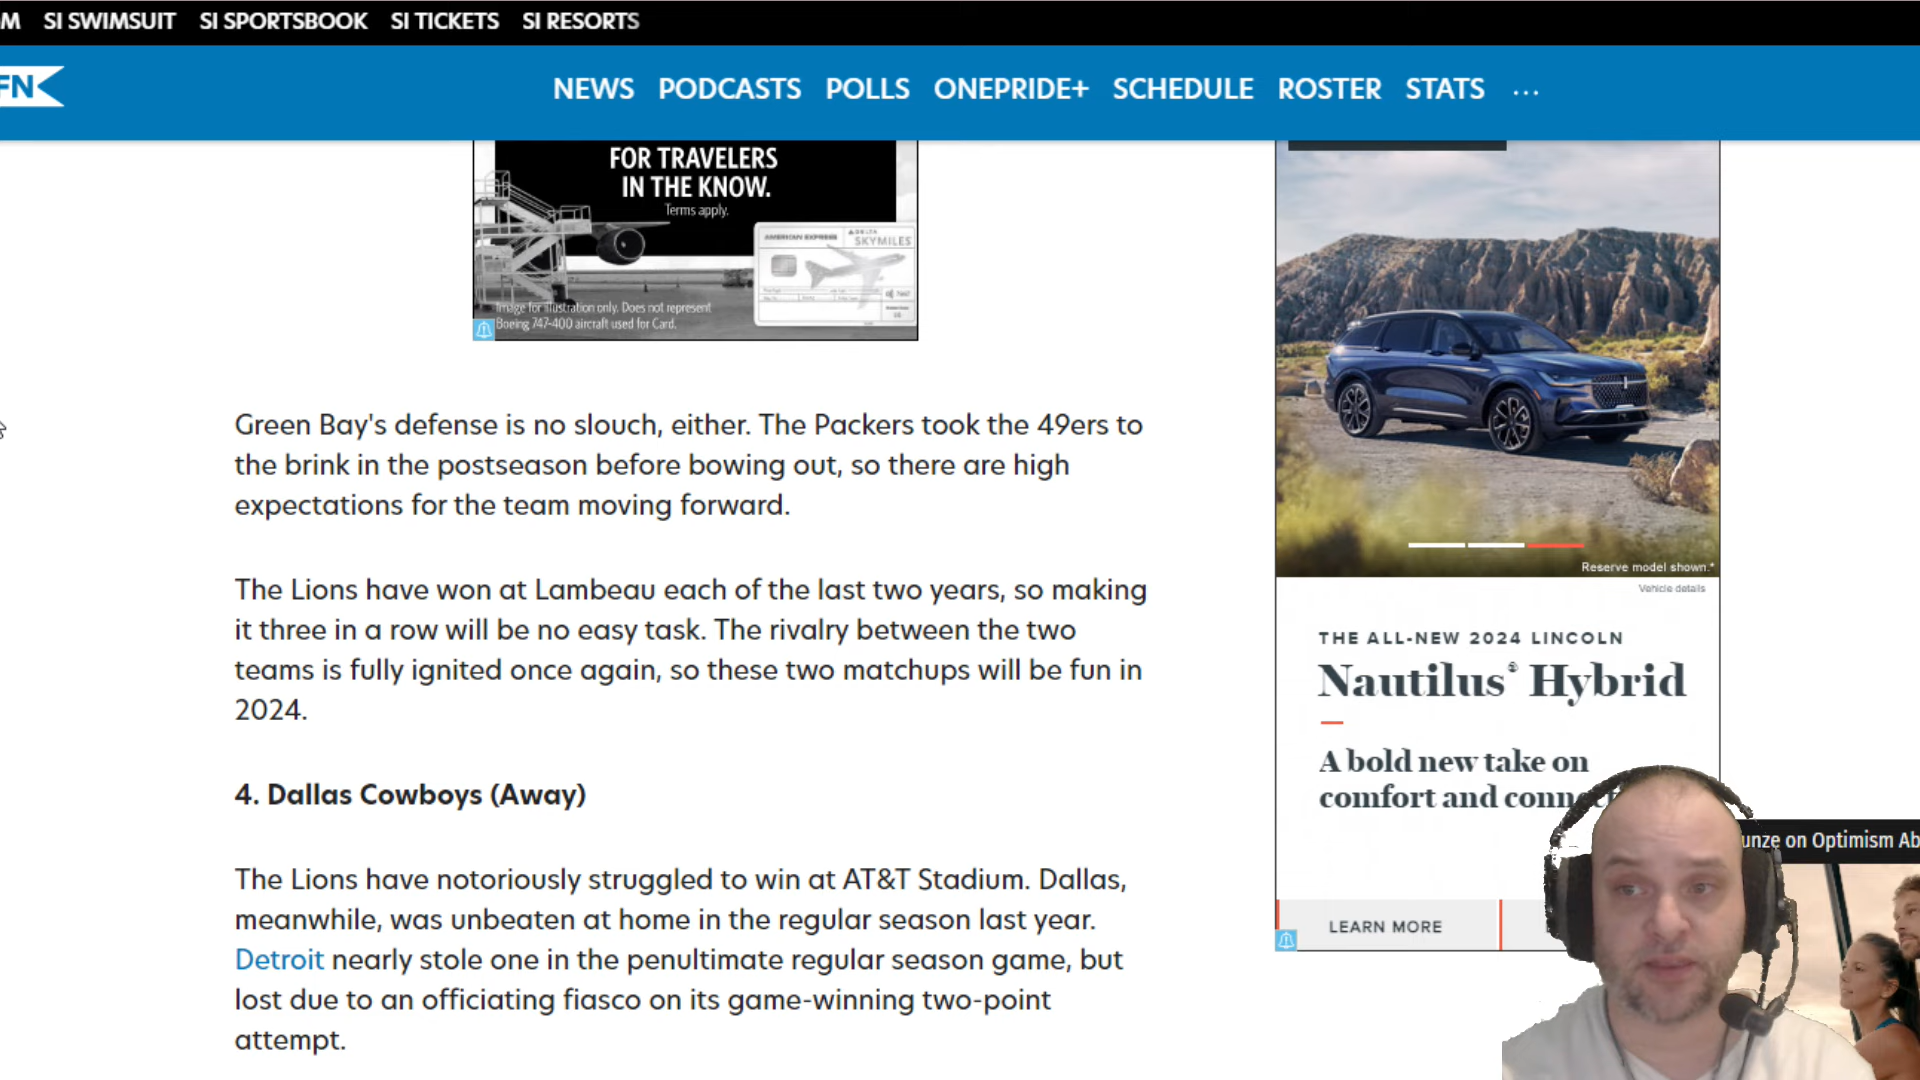 M SI SWIMSUIT SI SPORTSBOOK SI TICKETS SI RESORTS
FN
NEWS PODCASTS POLLS ONEPRIDE+ SCHEDULE ROSTER STATS ...
FOR TRAVELERS
IN THE KNOW.
Terms apply.
AMERICAN EXPRESS
DELTA
SKYMILES
Image for illustration only. Does not represent
Boeing 747-400 aircraft used for Card.
Green Bay's defense is no slouch, either. The Packers took the 49ers to
the brink in the postseason before bowing out, so there are high
expectations for the team moving forward.
The Lions have won at Lambeau each of the last two years, so making
it three in a row will be no easy task. The rivalry between the two
teams is fully ignited once again, so these two matchups will be fun in
2024.
4. Dallas Cowboys (Away)
The Lions have notoriously struggled to win at AT&T Stadium. Dallas,
meanwhile, was unbeaten at home in the regular season last year.
Detroit nearly stole one in the penultimate regular season game, but
lost due to an officiating fiasco on its game-winning two-point
attempt.
Reserve model shown.*
Vehicle details
THE ALL-NEW 2024 LINCOLN
Nautilus® Hybrid
A bold new take on
comfort and conne
LEARN MORE
unze on Optimism Ab